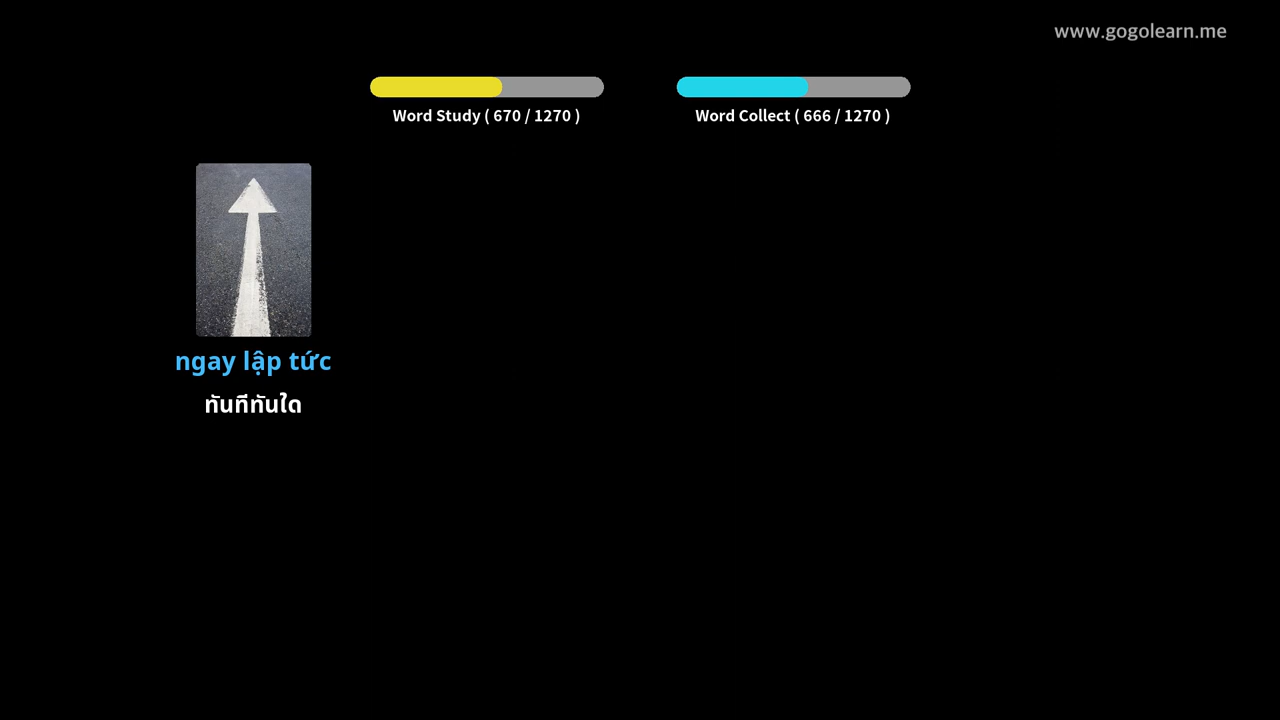 www.gogolearn.me
Word Study ( 670 / 1270 )
Word Collect ( 666 / 1270 )
ngay lập tức
ทันทีทันใด